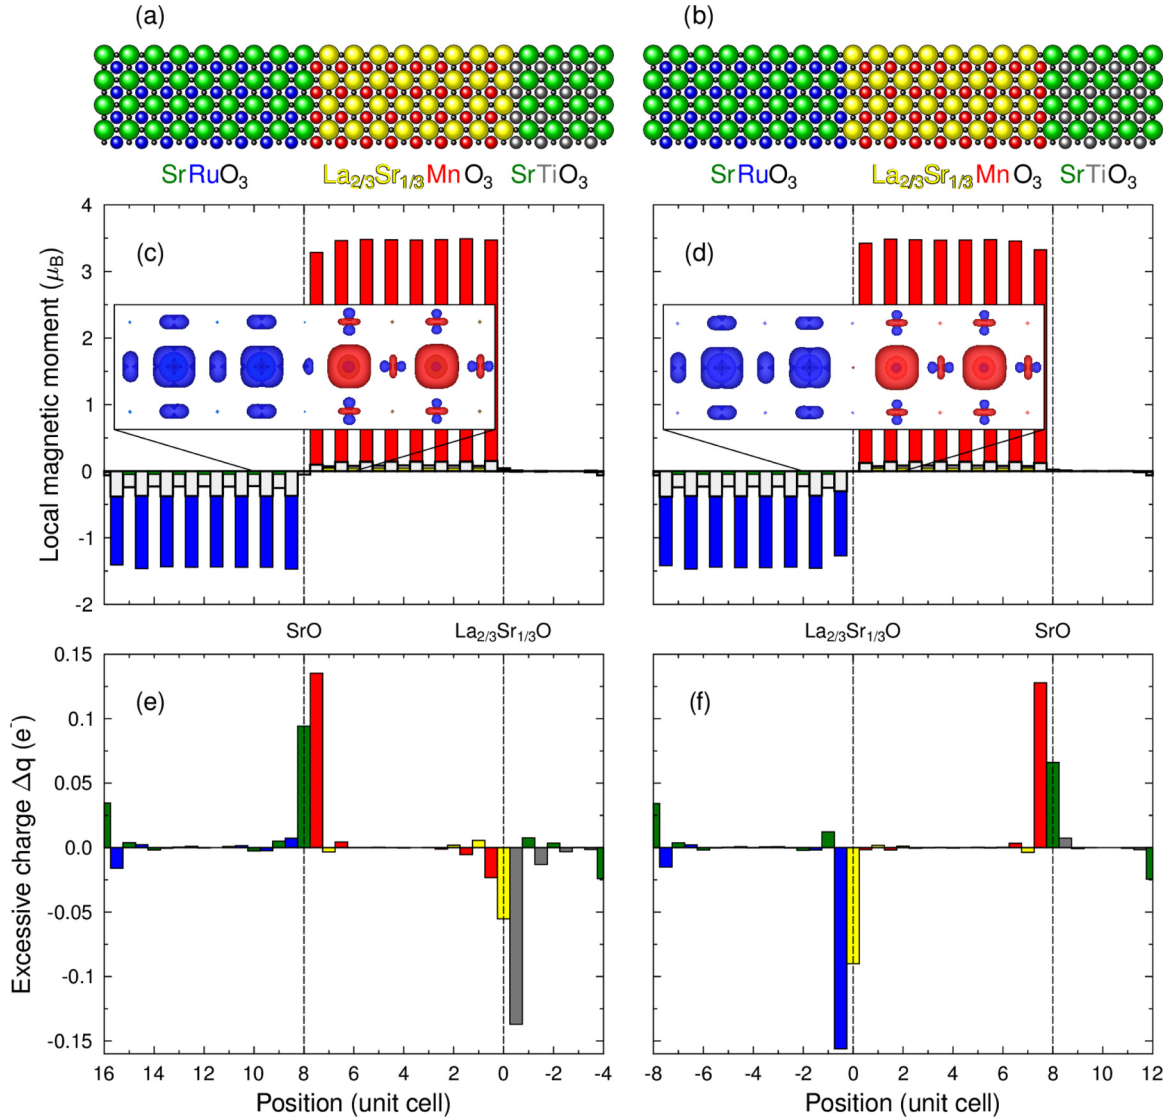 (a) (b)
SrRuO3 La2/3Sr1/3MnO3 SrTiO3 SrRuO3 La2/3Sr1/3MnO3 SrTiO3
Local magnetic moment (μB)
4
3
2
1
0
-1
-2
(c) (d)
SrO La2/3Sr1/3O La2/3Sr1/3O SrO
Excessive charge Δq (e-)
0.15
0.10
0.05
0.0
-0.05
-0.10
-0.15
(e) (f)
16 14 12 10 8 6 4 2 0 -2 -4 -8 -6 -4 -2 0 2 4 6 8 10 12
Position (unit cell) Position (unit cell)